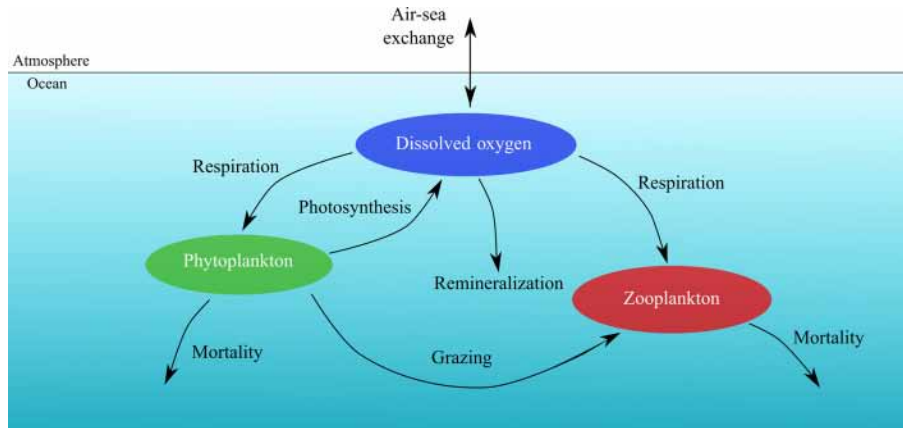 Air-sea
exchange
Atmosphere
Ocean
Dissolved oxygen
Respiration
Respiration
Photosynthesis
Phytoplankton
Remineralization
Zooplankton
Mortality
Grazing
Mortality